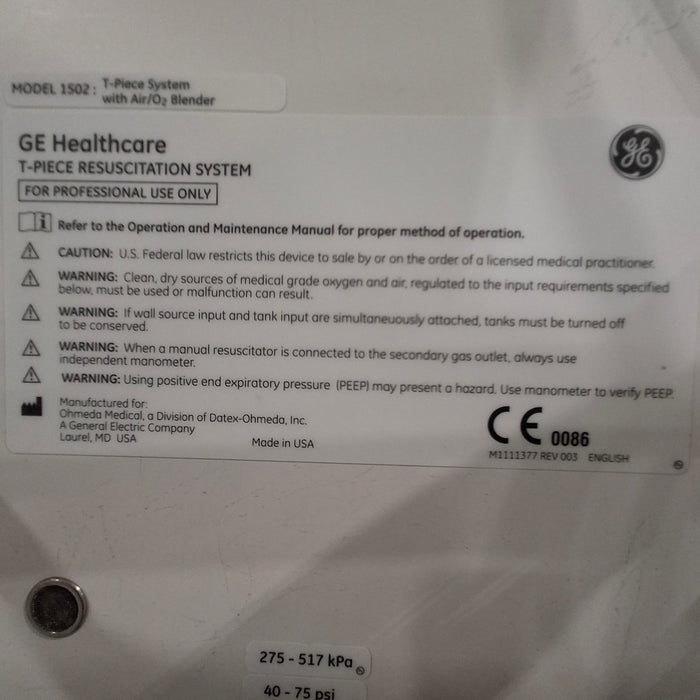 MODEL 1502: T-Piece System
with Air/O₂ Blender
GE Healthcare
GE
T-PIECE RESUSCITATION SYSTEM
FOR PROFESSIONAL USE ONLY
i Refer to the Operation and Maintenance Manual for proper method of operation.
CAUTION: U.S. Federal law restricts this device to sale by or on the order of a licensed medical practitioner.
WARNING: Clean, dry sources of medical grade oxygen and air, regulated to the input requirements specified
below, must be used or malfunction can result.
WARNING: If wall source input and tank input are simultaneuously attached, tanks must be turned off
to be conserved.
WARNING: When a manual resuscitator is connected to the secondary gas outlet, always use
independent manometer.
WARNING: Using positive end expiratory pressure (PEEP) may present a hazard. Use manometer to verify PEEP.
Manufactured for:
Ohmeda Medical, a Division of Datex-Ohmeda, Inc.
A General Electric Company
Laurel, MD USA
Made in USA
CE 0086
M1111377 REV 003 ENGLISH
275 - 517 kPa
40 - 75 psi